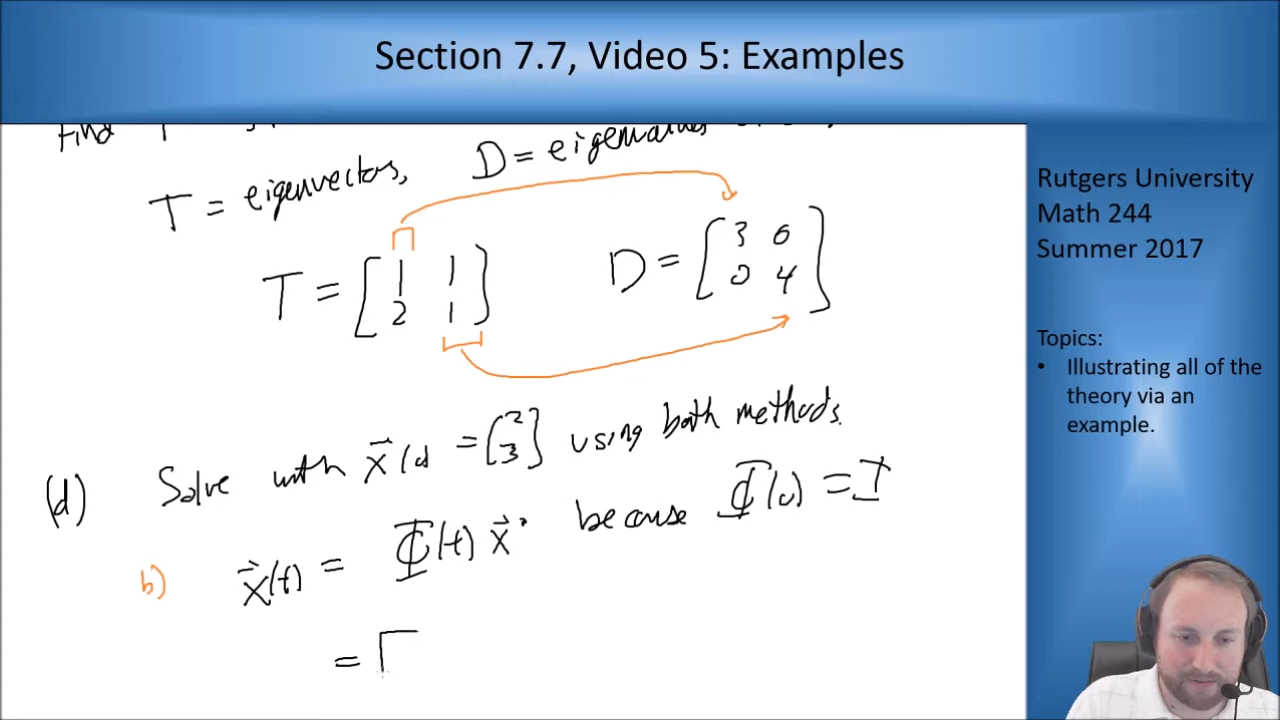 Section 7.7, Video 5: Examples
Find T
T = eigenvectors, D = eigenvalues
T = [1 1
2 1] D = [3 0
0 4]
(d) Solve with x⃗(0 = [2
3] using both methods.
b) x⃗(t) = Φ(t) x⃗° because Φ(0) = I
= [
Rutgers University
Math 244
Summer 2017
Topics:
• Illustrating all of the
theory via an
example.